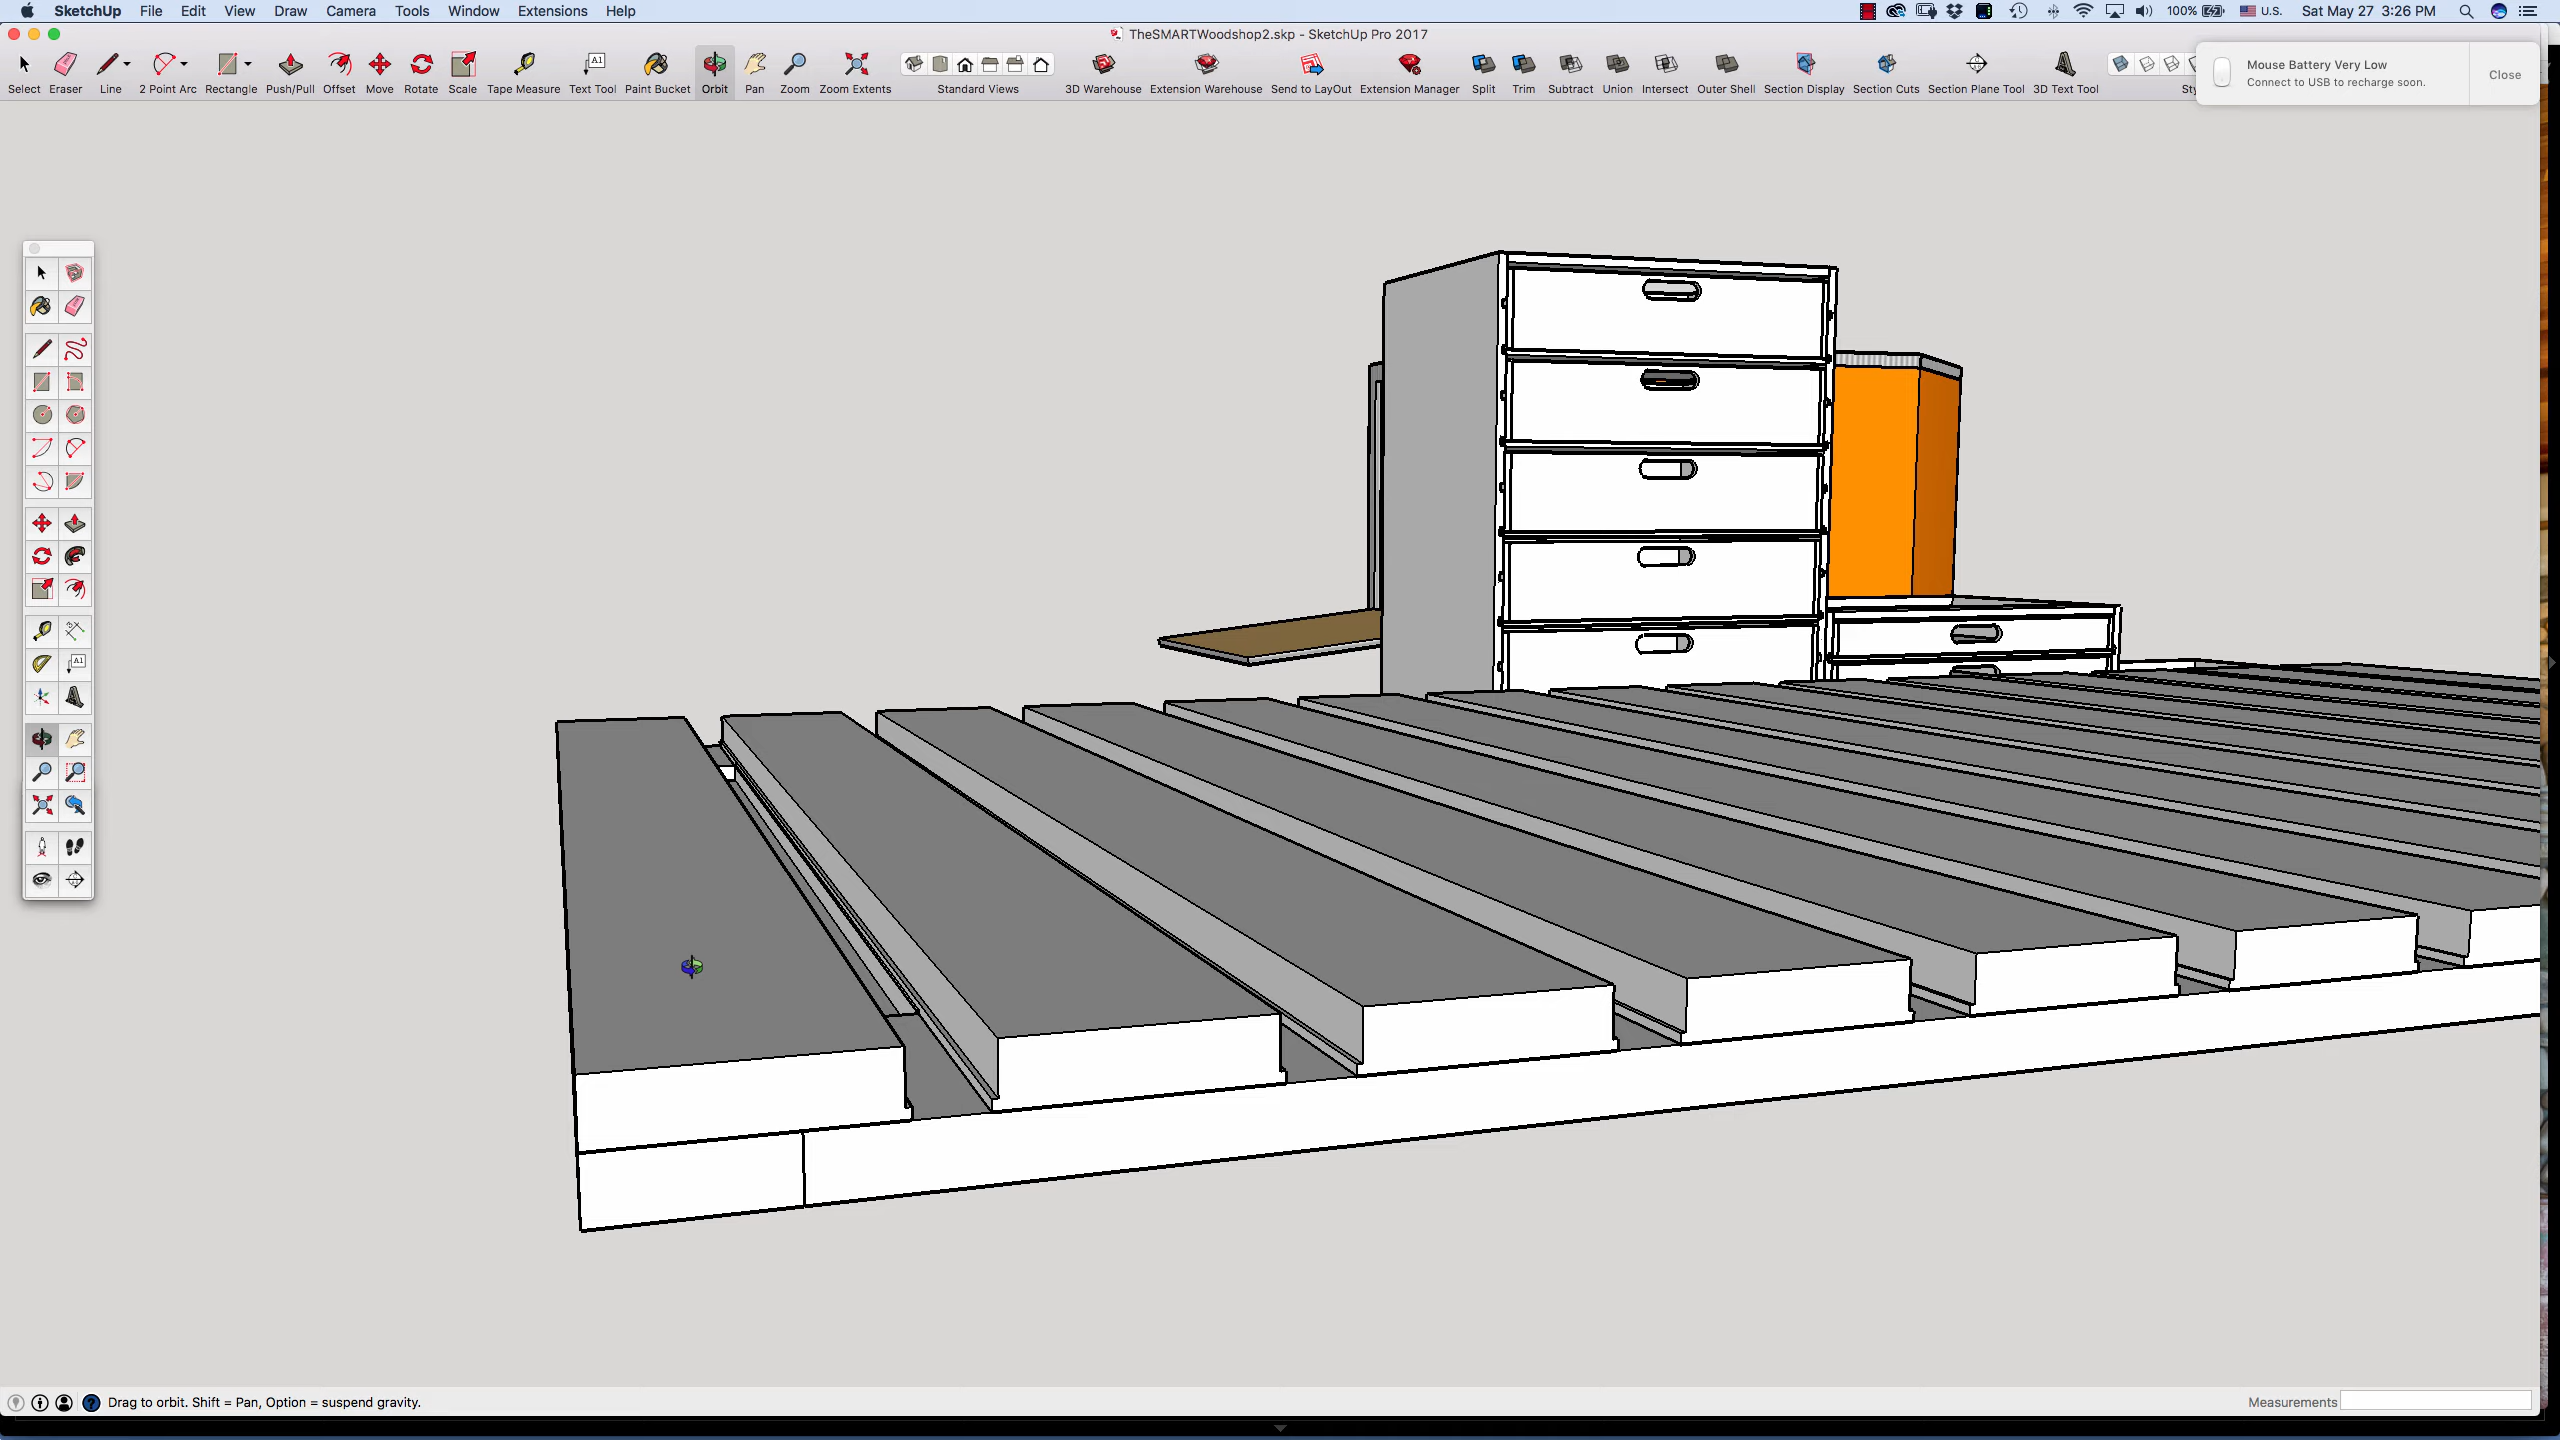 SketchUp File Edit View Draw Camera Tools Window Extensions Help 100% U.S. Sat May 27 3:26 PM
TheSMARTWoodshop2.skp - SketchUp Pro 2017
Select Eraser Line 2 Point Arc Rectangle Push/Pull Offset Move Rotate Scale Tape Measure Text Tool Paint Bucket Orbit Pan Zoom Zoom Extents Standard Views 3D Warehouse Extension Warehouse Send to LayOut Extension Manager Split Trim Subtract Union Intersect Outer Shell Section Display Section Cuts Section Plane Tool 3D Text Tool
Mouse Battery Very Low
Connect to USB to recharge soon.
Close
Drag to orbit. Shift = Pan, Option = suspend gravity.
Measurements